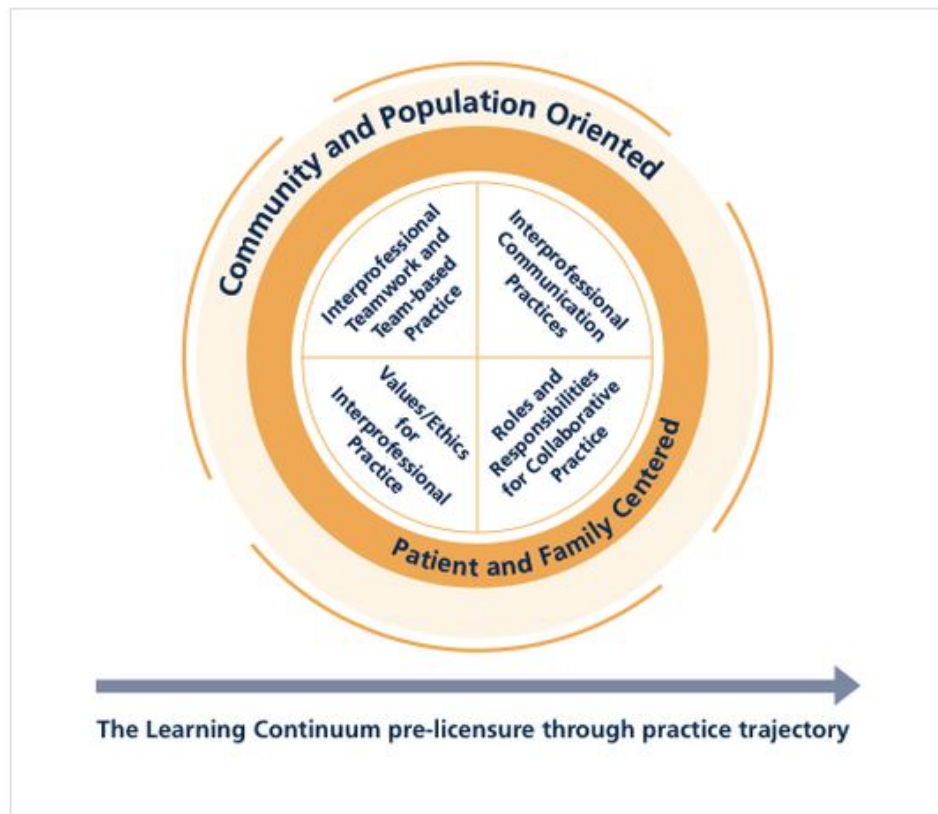 Community and Population Oriented
Interprofessional
Teamwork and
Team-based
Practice
Interprofessional
Communication
Practices
Values/Ethics
for
Interprofessional
Practice
Roles and
Responsibilities
for Collaborative
Practice
Patient and Family Centered
The Learning Continuum pre-licensure through practice trajectory